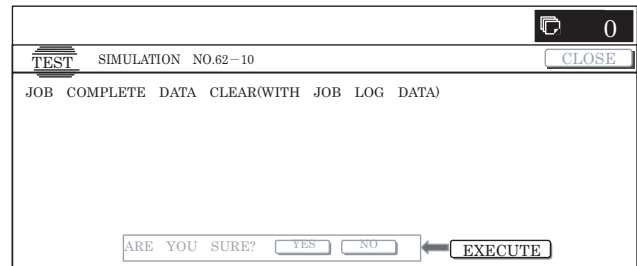 0
TEST SIMULATION NO.62－10 CLOSE
JOB COMPLETE DATA CLEAR(WITH JOB LOG DATA)
ARE YOU SURE? YES NO EXECUTE